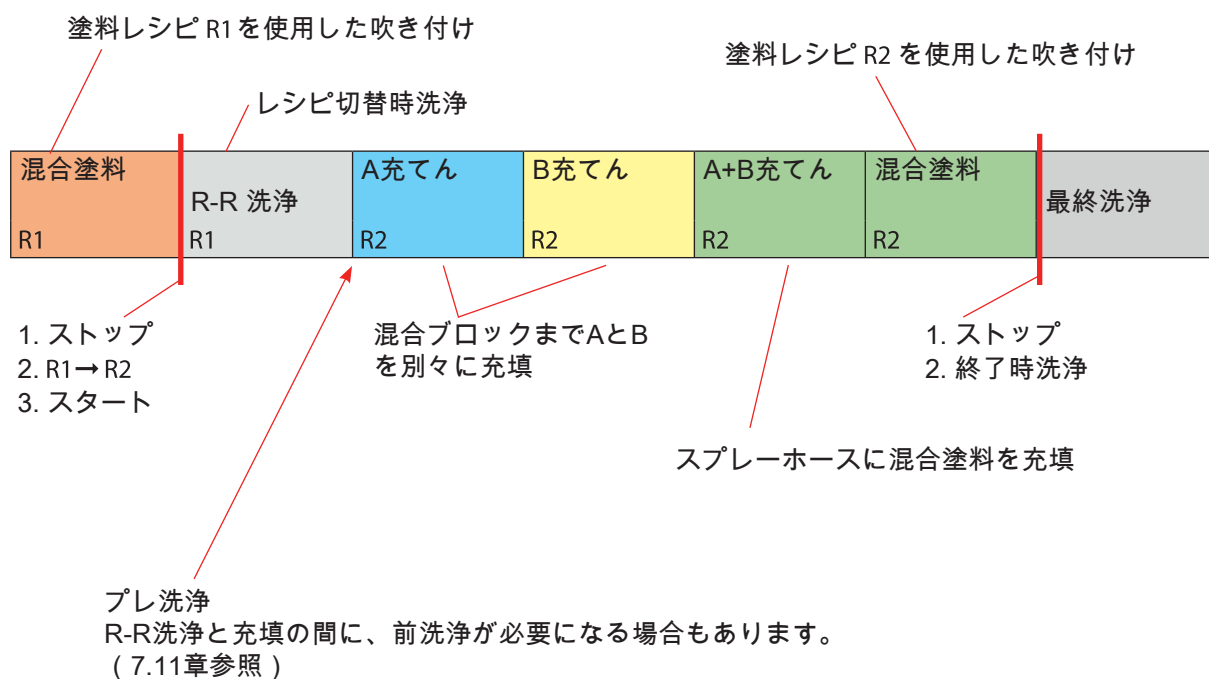 塗料レシピ R1を使用した吹き付け
塗料レシピ R2 を使用した吹き付け
レシピ切替時洗浄
混合塗料
R1
R-R 洗浄
R1
A充てん
R2
B充てん
R2
A+B充てん
R2
混合塗料
R2
最終洗浄
1. ストップ
2. R1→R2
3. スタート
混合ブロックまでAとB
を別々に充填
1. ストップ
2. 終了時洗浄
スプレーホースに混合塗料を充填
プレ洗浄
R-R洗浄と充填の間に、前洗浄が必要になる場合もあります。
( 7.11章参照 )